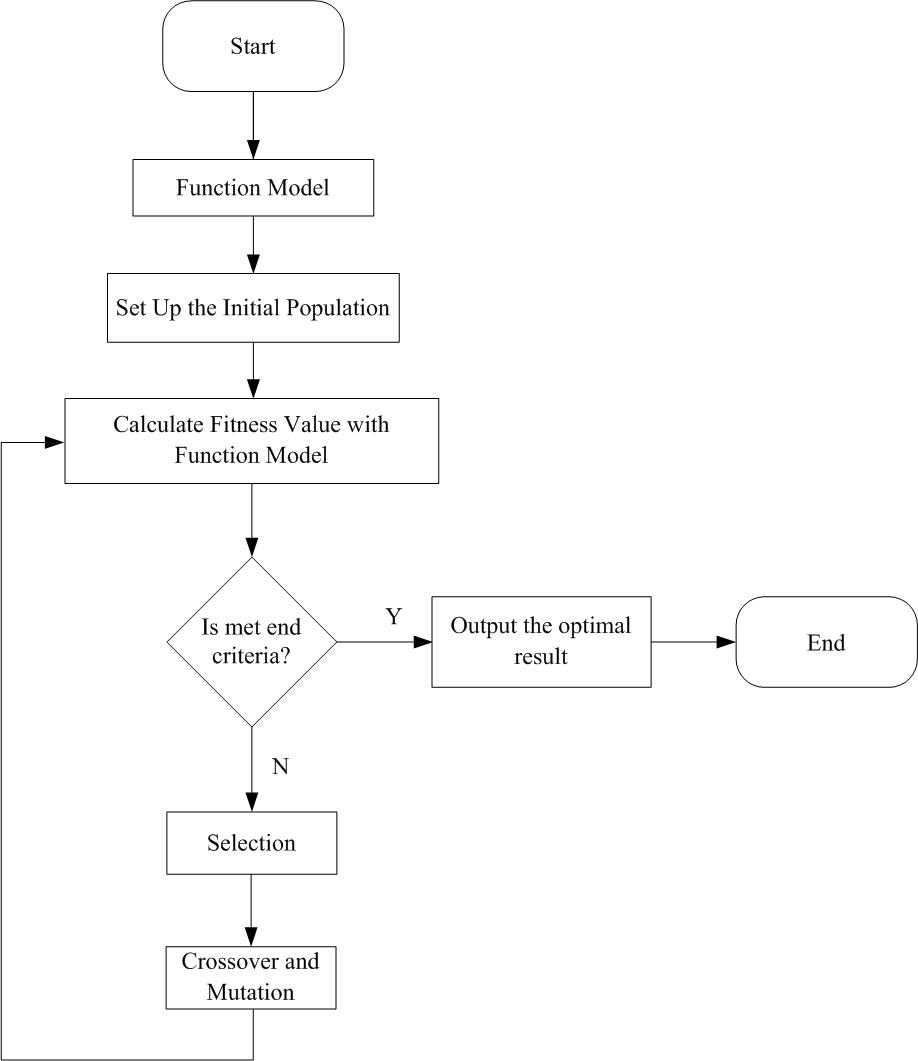 Start
Function Model
Set Up the Initial Population
Calculate Fitness Value with
Function Model
Is met end
criteria?
Y
Output the optimal
result
End
N
Selection
Crossover and
Mutation